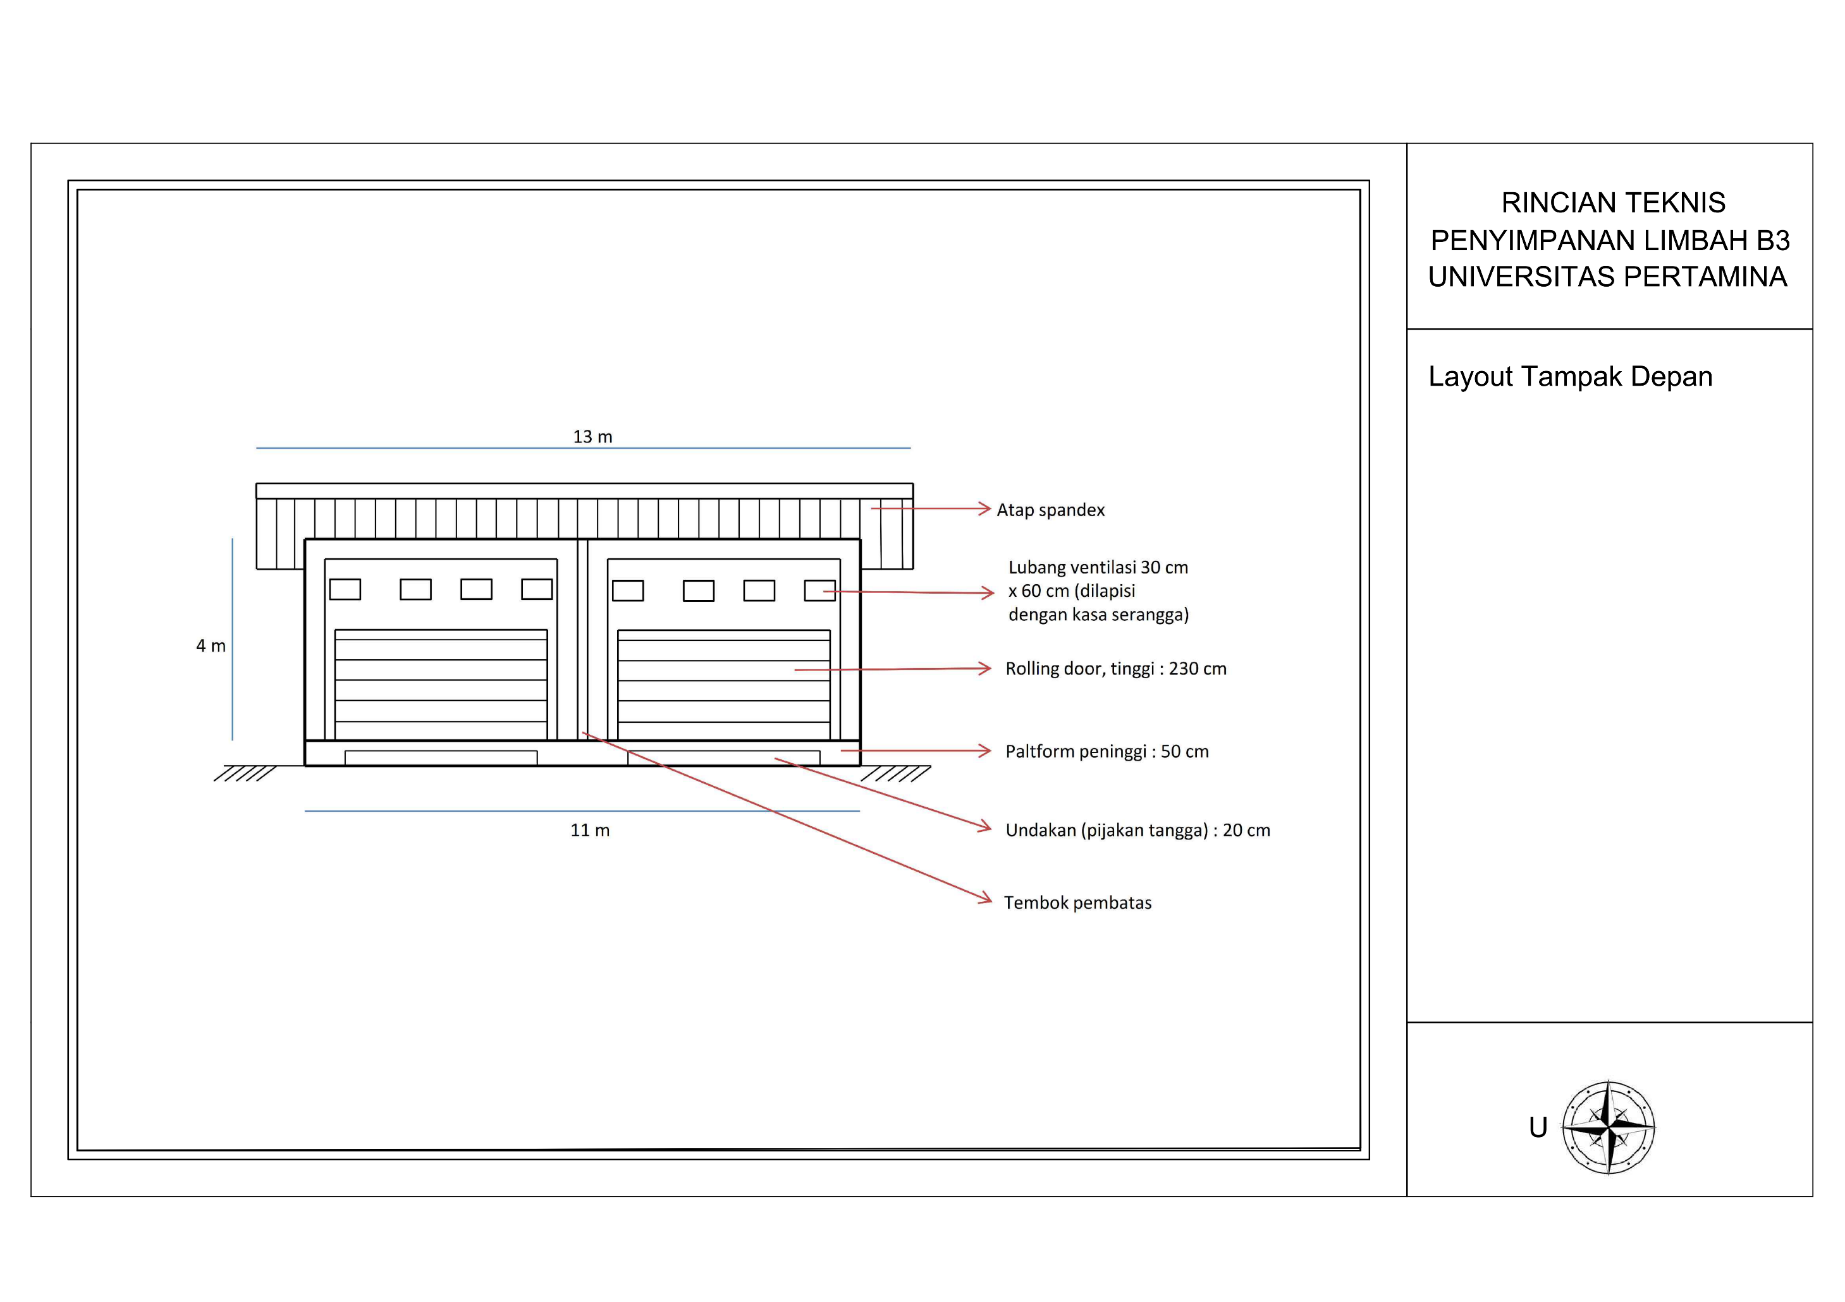 RINCIAN TEKNIS
PENYIMPANAN LIMBAH B3
UNIVERSITAS PERTAMINA
Layout Tampak Depan
13 m
Atap spandex
Lubang ventilasi 30 cm
x 60 cm (dilapisi
dengan kasa serangga)
4 m
Rolling door, tinggi : 230 cm
Paltform peninggi : 50 cm
11 m
Undakan (pijakan tangga) : 20 cm
Tembok pembatas
U